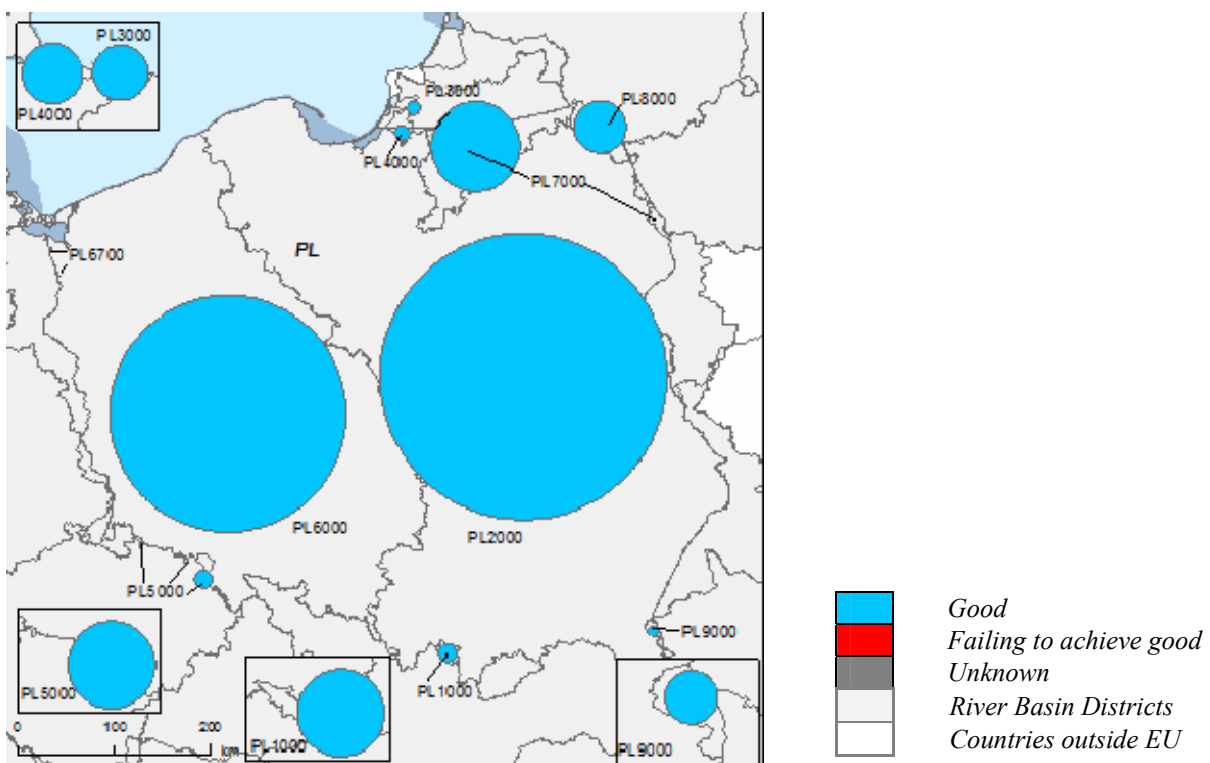 PL3000
PL4000
PL3000
PL8000
PL4000
PL7000
PL6700
PL
PL6000
PL2000
PL5000
PL9000
PL1000
PL5000
0 100 200
km
PL1000
PL9000
Good
Failing to achieve good
Unknown
River Basin Districts
Countries outside EU